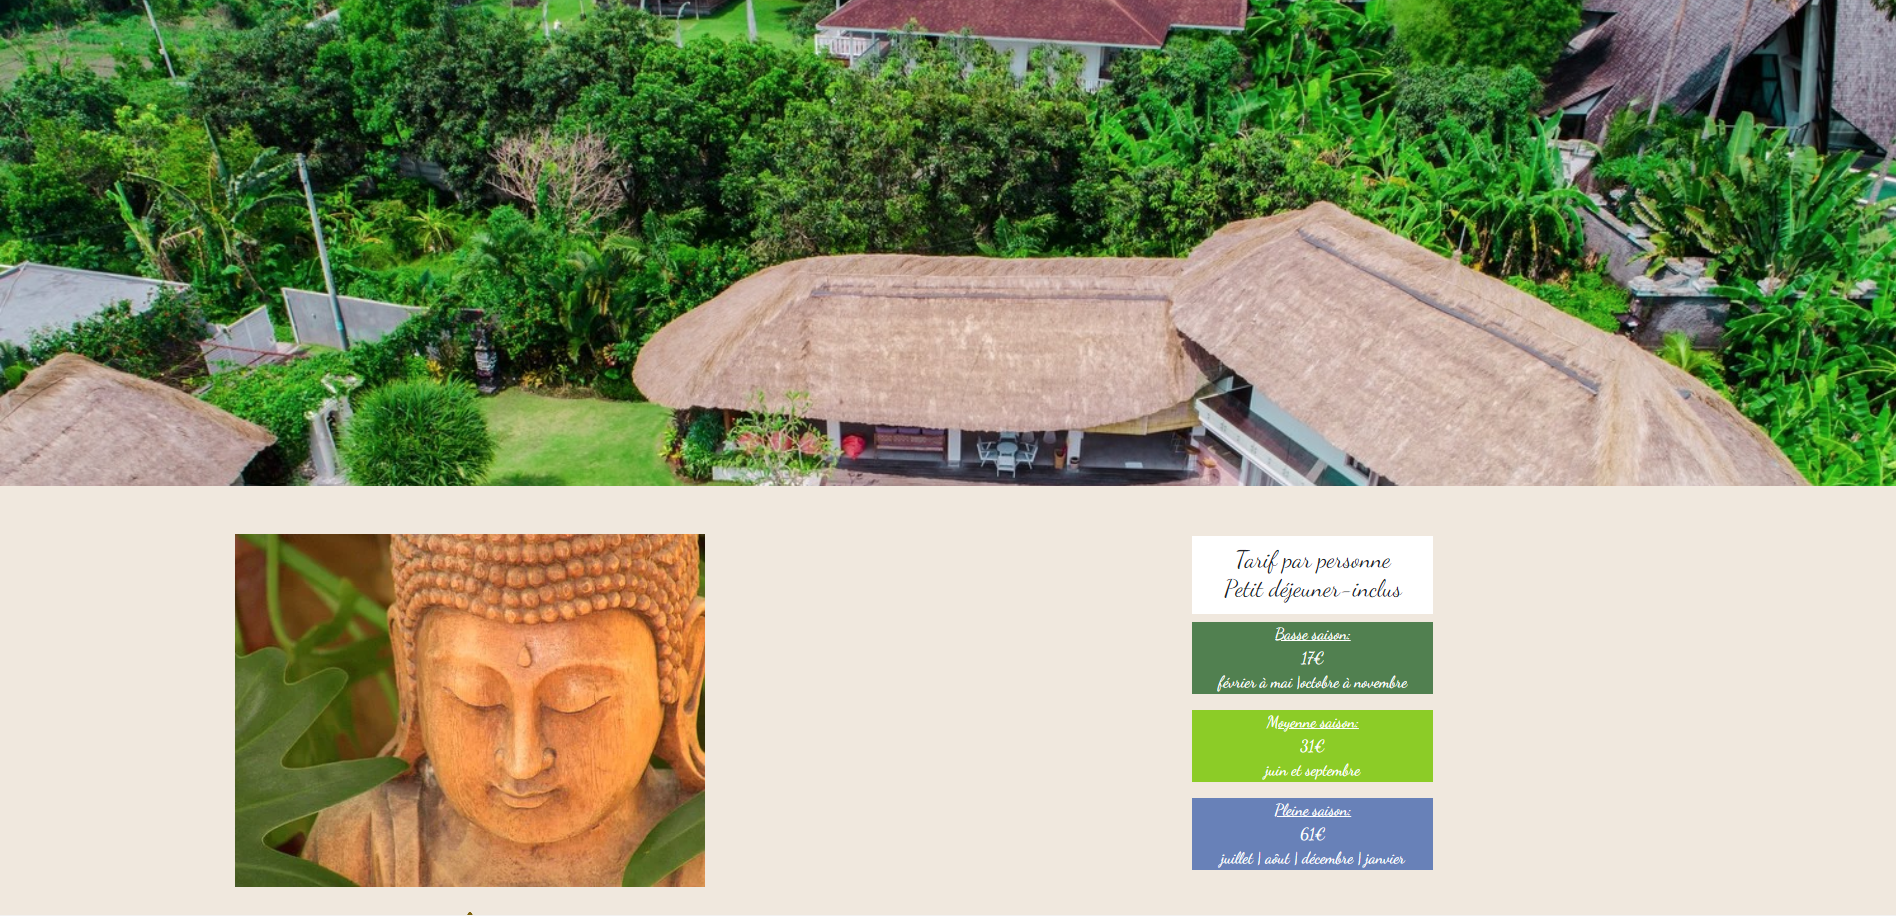 Tarif par personne
Petit déjeuner-inclus
Basse saison:
17€
février à mai |octobre à novembre
Moyenne saison:
31€
juin et septembre
Pleine saison:
61€
juillet | aôut | décembre | janvier